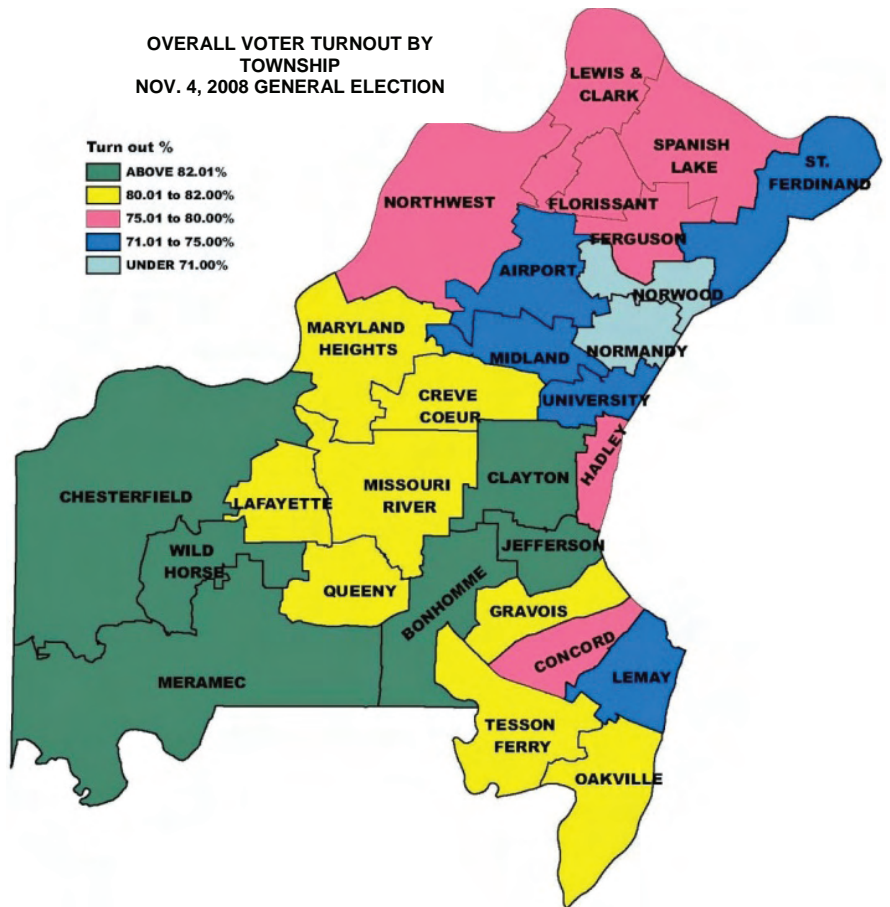 OVERALL VOTER TURNOUT BY
TOWNSHIP
NOV. 4, 2008 GENERAL ELECTION
Turn out %
ABOVE 82.01%
80.01 to 82.00%
75.01 to 80.00%
71.01 to 75.00%
UNDER 71.00%
LEWIS &
CLARK
SPANISH
LAKE
ST.
FERDINAND
NORTHWEST
FLORISSANT
FERGUSON
AIRPORT
NORWOOD
MARYLAND
HEIGHTS
MIDLAND
NORMANDY
CREVE
COEUR
UNIVERSITY
HADLEY
CLAYTON
CHESTERFIELD
LAFAYETTE
MISSOURI
RIVER
WILD
HORSE
JEFFERSON
QUEENY
BONHOMME
GRAVOIS
CONCORD
MERAMEC
LEMAY
TESSON
FERRY
OAKVILLE